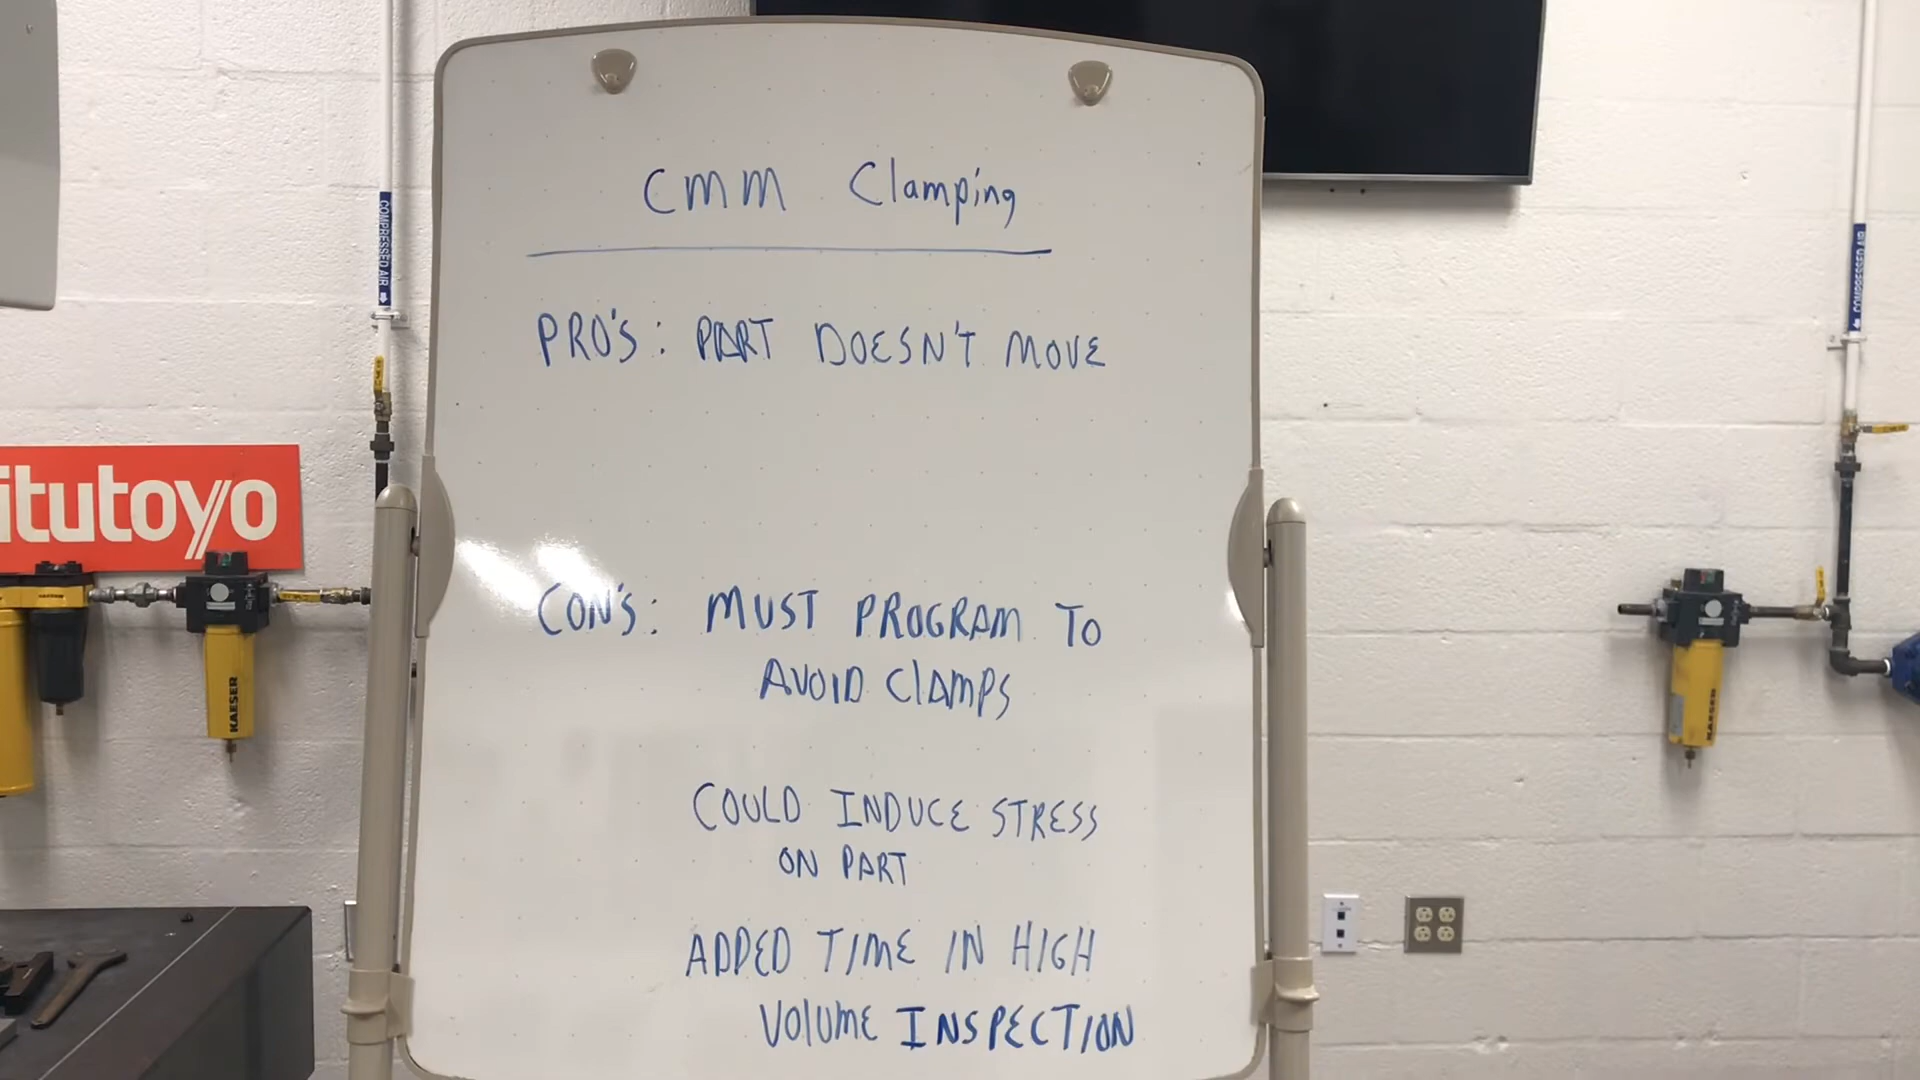 CMM Clamping
PRO'S: PART DOESN'T MOVE
CON'S: MUST PROGRAM TO
AVOID ClAMPS
COULD INDUCE STRESS
ON PART
ADDED TIME IN HIGH
VOlUME INSPECTION
itutoyo
COMPRESSED AIR
COMPRESSED AIR
KAESER
KAESER